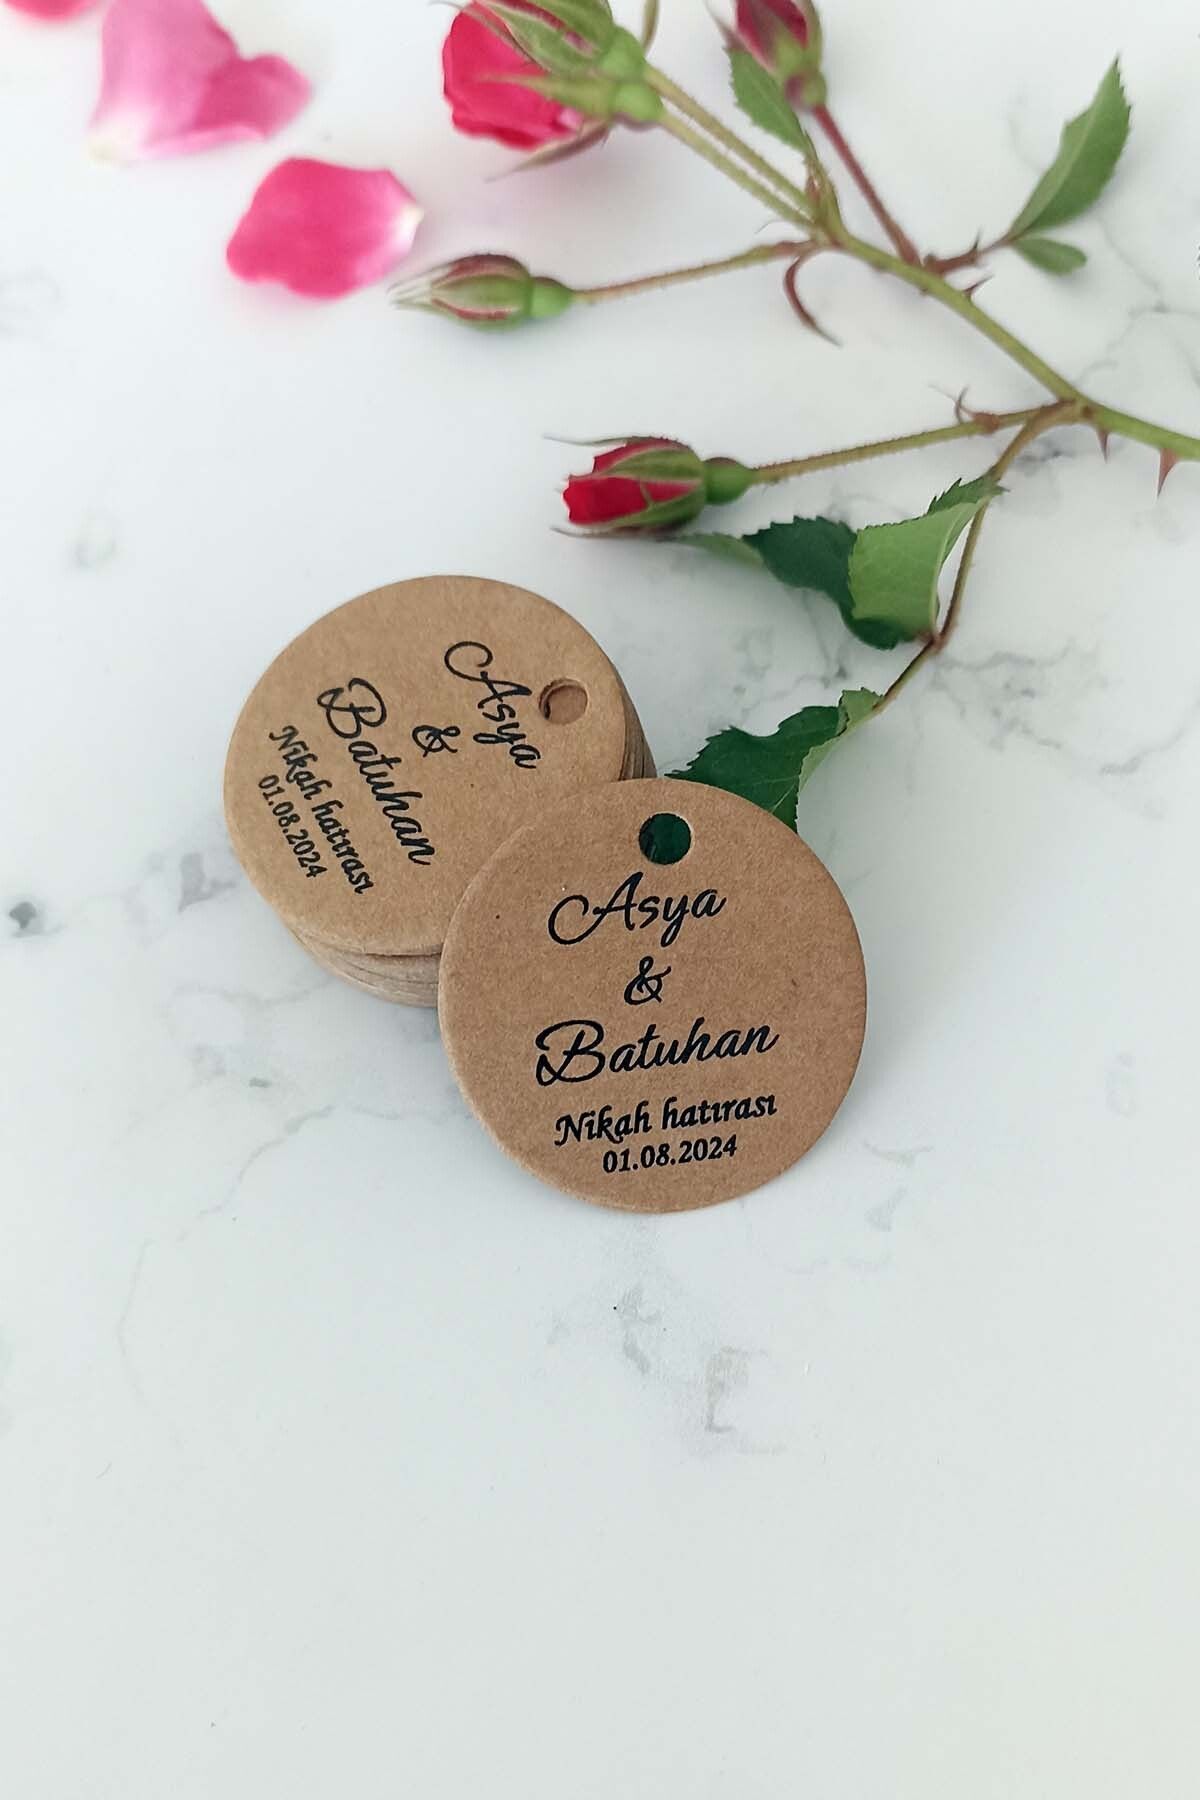 Asya
&
Batuhan
Nikah hatırası
01.08.2024
Asya
&
Batuhan
Nikah hatırası
01.08.2024